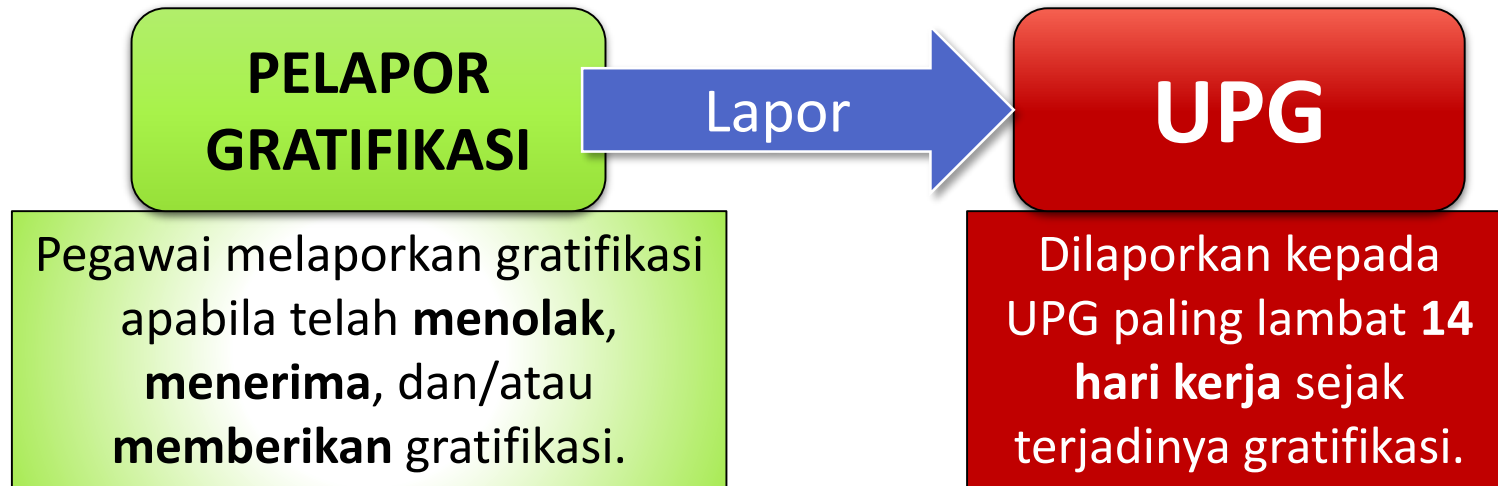 PELAPOR
GRATIFIKASI
Lapor
UPG
Pegawai melaporkan gratifikasi
apabila telah menolak,
menerima, dan/atau
memberikan gratifikasi.
Dilaporkan kepada
UPG paling lambat 14
hari kerja sejak
terjadinya gratifikasi.